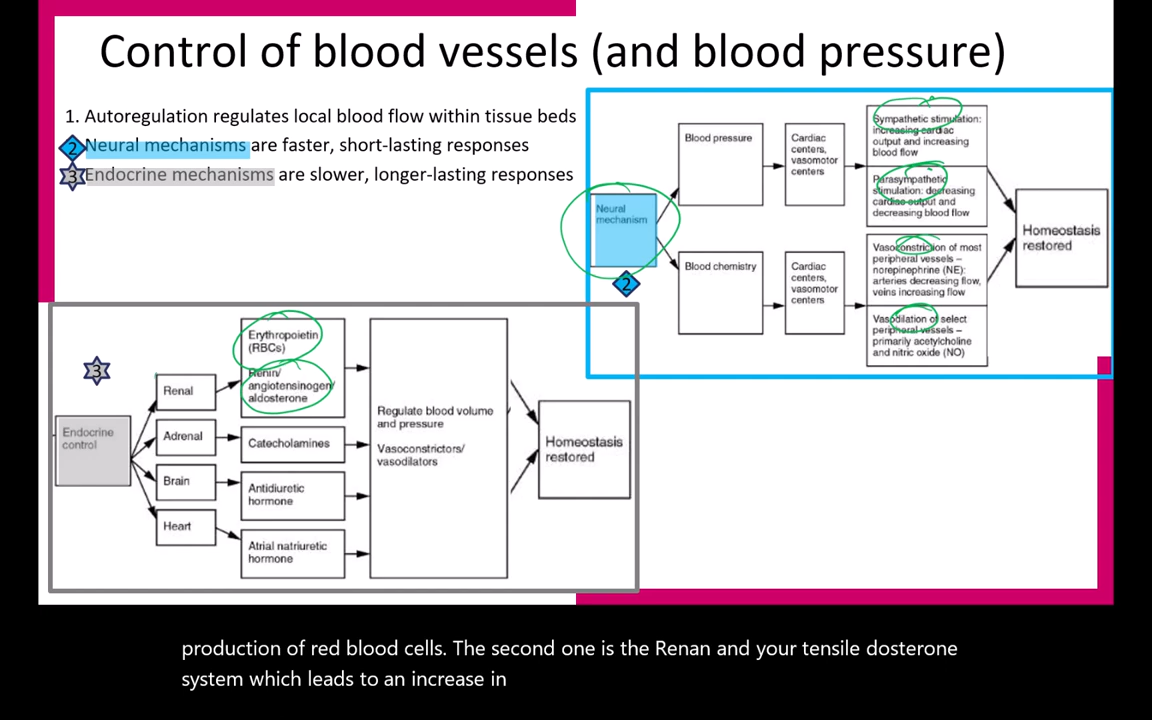 Control of blood vessels (and blood pressure)
1. Autoregulation regulates local blood flow within tissue beds
2 Neural mechanisms are faster, short-lasting responses
3 Endocrine mechanisms are slower, longer-lasting responses
Neural
mechanism
2
Blood pressure
Cardiac
centers,
vasomotor
centers
Sympathetic stimulation:
increasing cardiac
output and increasing
blood flow
Parasympathetic
stimulation: decreasing
cardiac output and
decreasing blood flow
Blood chemistry
Cardiac
centers,
vasomotor
centers
Vasoconstriction of most
peripheral vessels –
norepinephrine (NE):
arteries decreasing flow,
veins increasing flow
Vasodilation of select
peripheral vessels –
primarily acetylcholine
and nitric oxide (NO)
Homeostasis
restored
3
Endocrine
control
Renal
Adrenal
Brain
Heart
Erythropoietin
(RBCs)
Renin/
angiotensinogen/
aldosterone
Catecholamines
Antidiuretic
hormone
Atrial natriuretic
hormone
Regulate blood volume
and pressure
Vasoconstrictors/
vasodilators
Homeostasis
restored
production of red blood cells. The second one is the Renan and your tensile dosterone
system which leads to an increase in